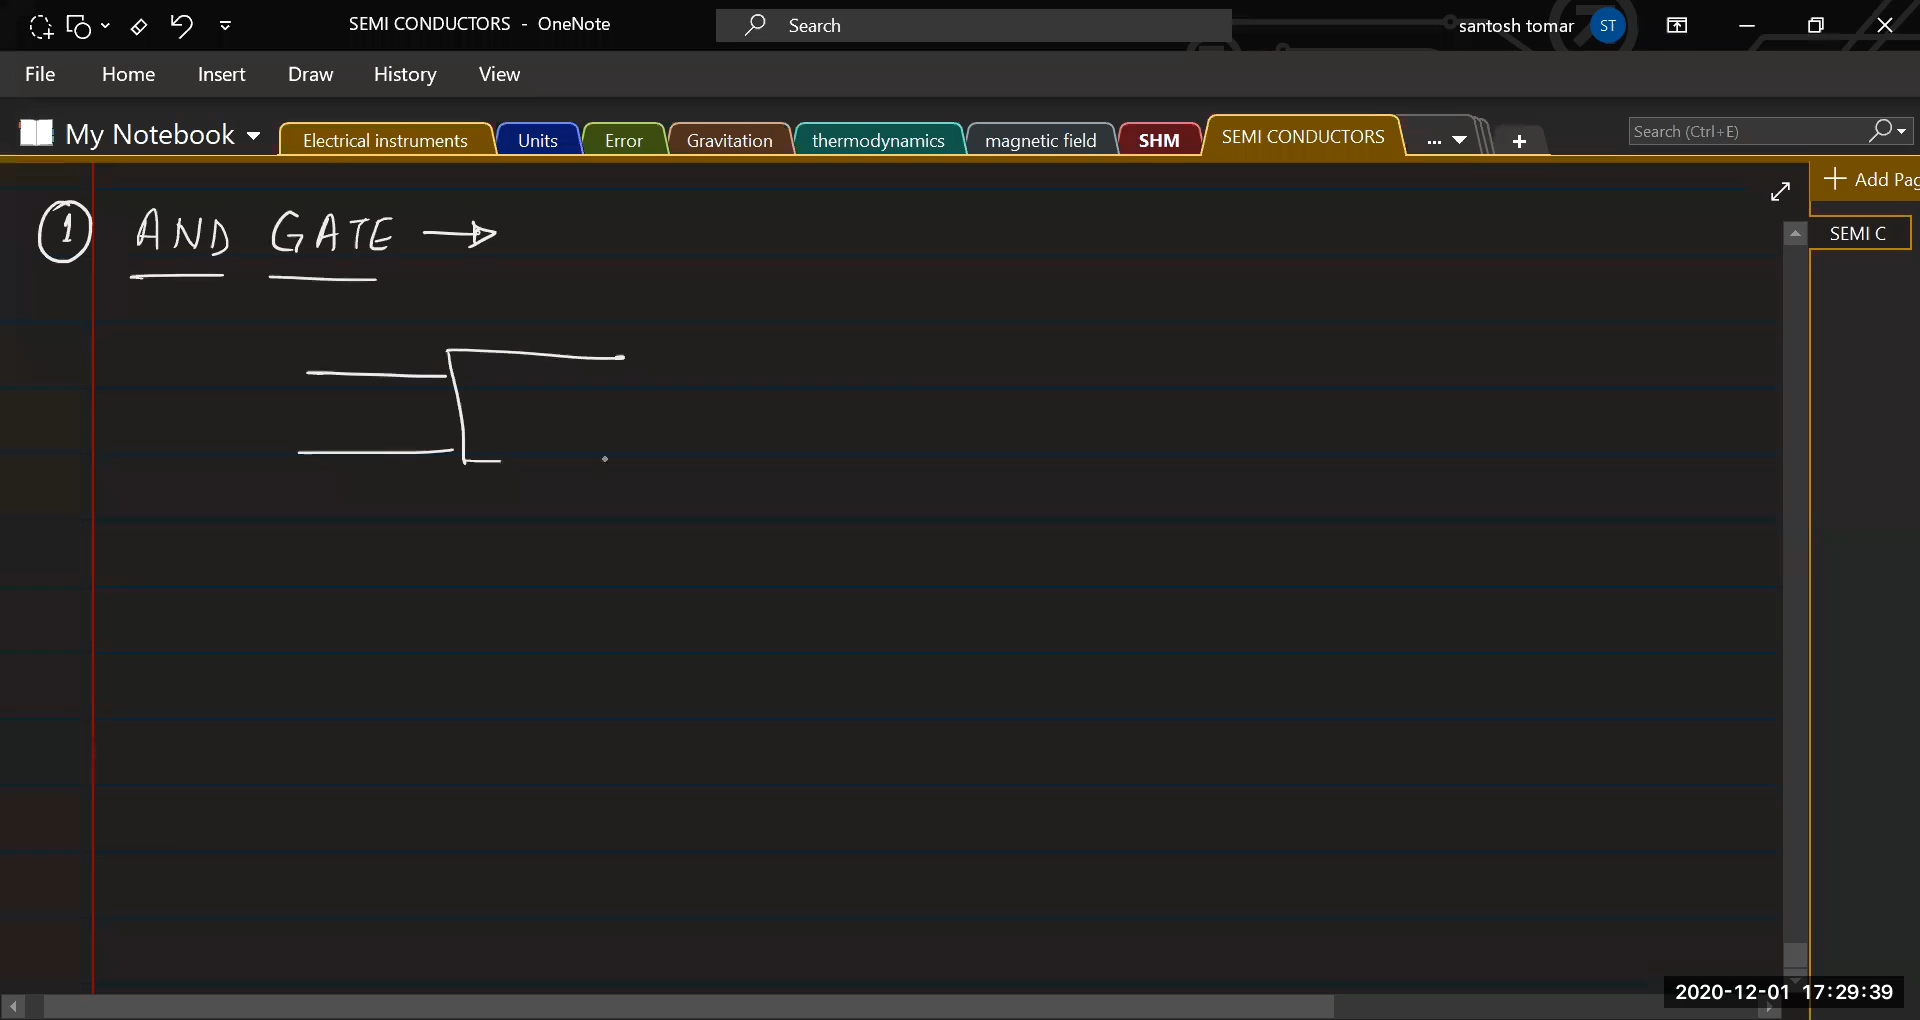 SEMI CONDUCTORS - OneNote
Search
santosh tomar
ST
File
Home
Insert
Draw
History
View
My Notebook
Electrical instruments
Units
Error
Gravitation
thermodynamics
magnetic field
SHM
SEMI CONDUCTORS
...
Search (Ctrl+E)
Add Pag
SEMI C
1 AND GATE →
2020-12-01 17:29:39